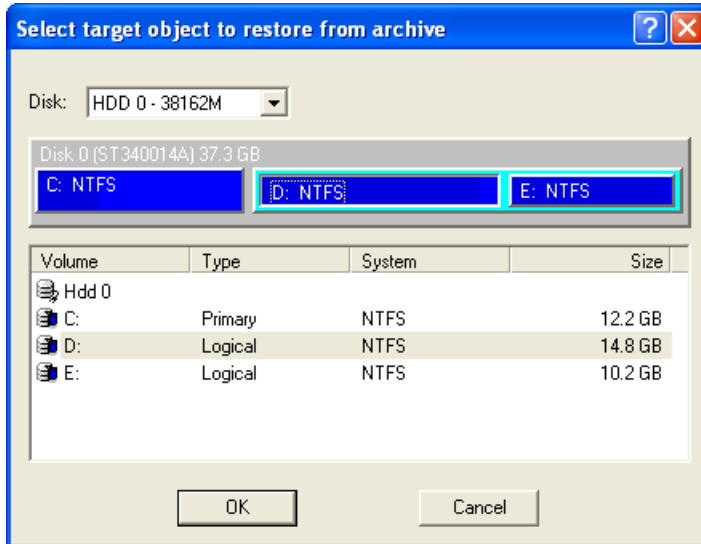 Select target object to restore from archive
Disk: HDD 0 - 38162M
Disk 0 (ST340014A) 37.3 GB
C: NTFS D: NTFS E: NTFS
Volume Type System Size
Hdd 0
C: Primary NTFS 12.2 GB
D: Logical NTFS 14.8 GB
E: Logical NTFS 10.2 GB
OK Cancel